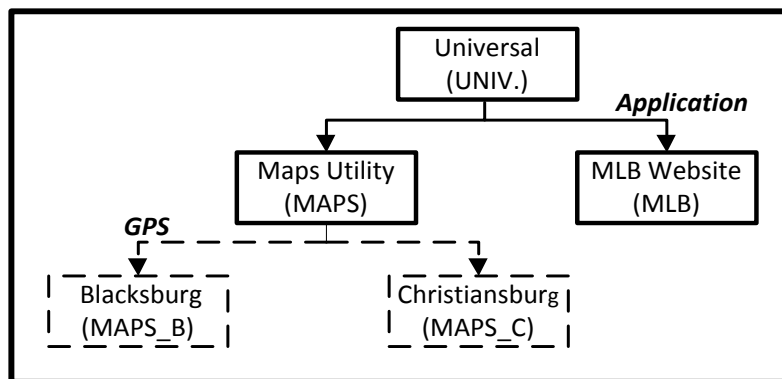 Universal
(UNIV.)
Application
Maps Utility
(MAPS)
MLB Website
(MLB)
GPS
Blacksburg
(MAPS_B)
Christiansburg
(MAPS_C)